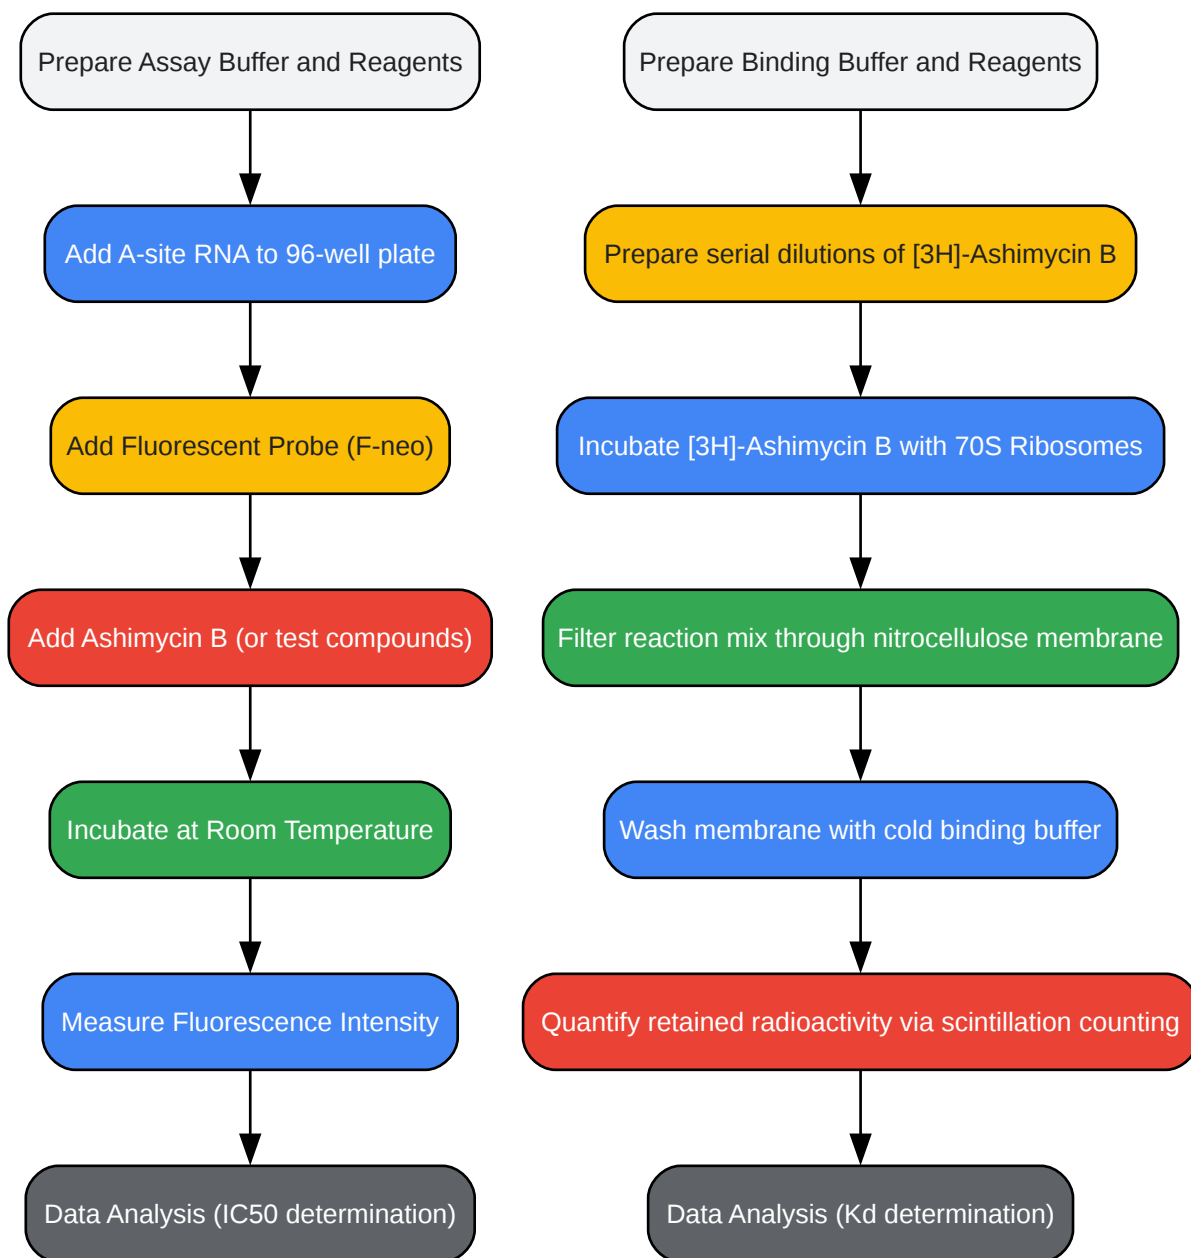 Prepare Assay Buffer and Reagents
Add A-site RNA to 96-well plate
Add Fluorescent Probe (F-neo)
Add Ashimycin B (or test compounds)
Incubate at Room Temperature
Measure Fluorescence Intensity
Data Analysis (IC50 determination)
Prepare Binding Buffer and Reagents
Prepare serial dilutions of [3H]-Ashimycin B
Incubate [3H]-Ashimycin B with 70S Ribosomes
Filter reaction mix through nitrocellulose membrane
Wash membrane with cold binding buffer
Quantify retained radioactivity via scintillation counting
Data Analysis (Kd determination)